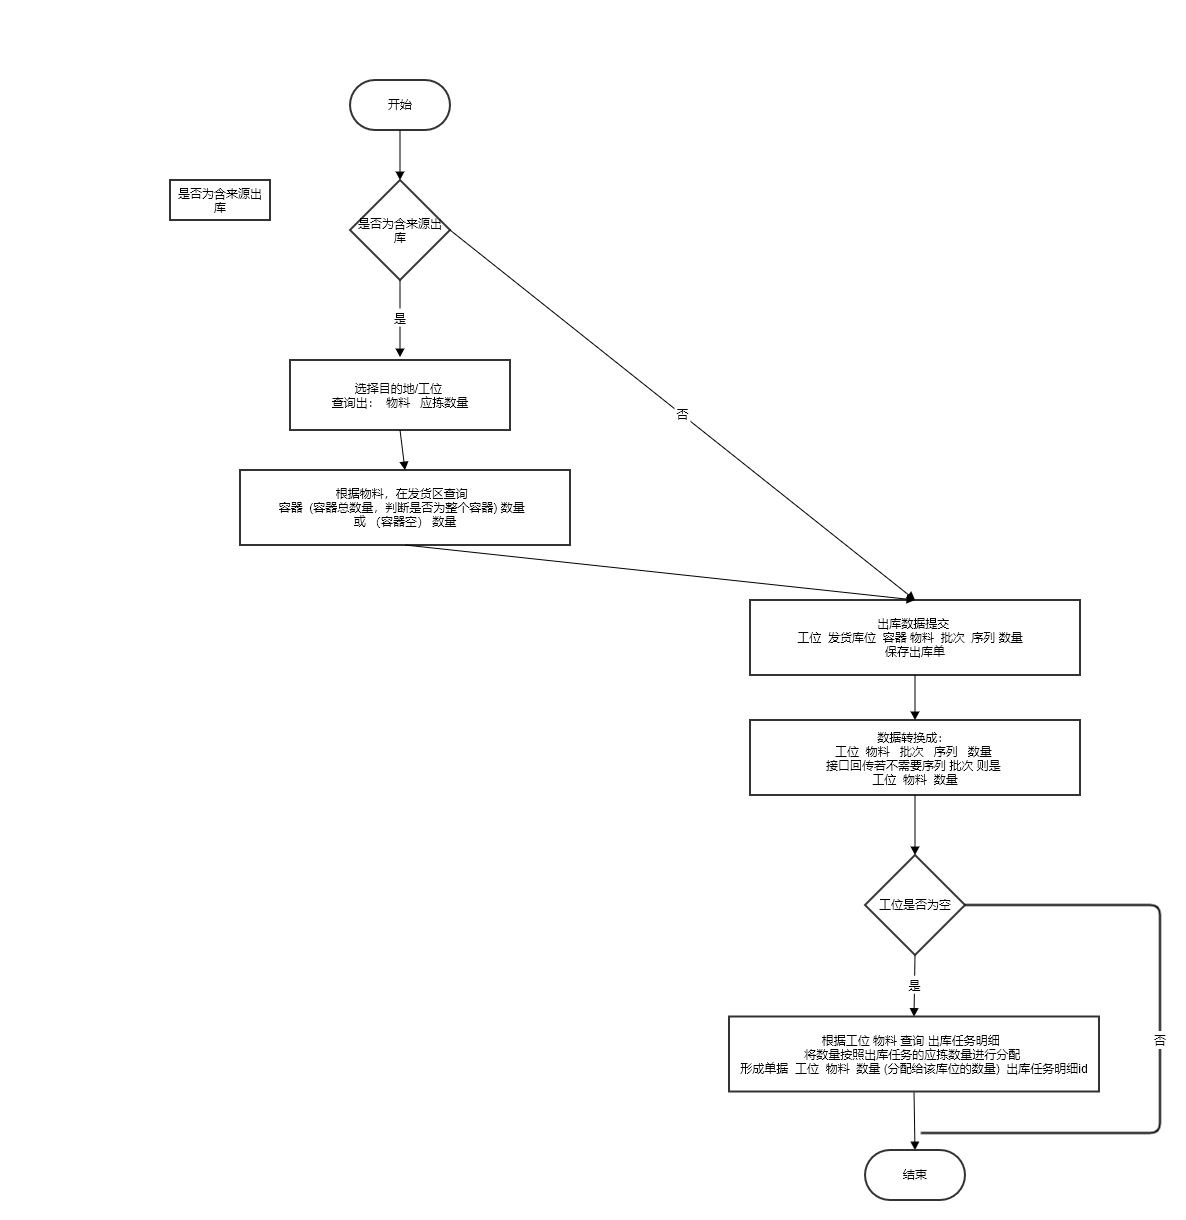 开始
是否为含来源出
库
是否为含来源出
库
是
选择目的地/工位
查询出： 物料 应拣数量
否
根据物料，在发货区查询
容器（容器总数量，判断是否为整个容器) 数量
或 （容器空） 数量
出库数据提交
工位 发货库位 容器 物料 批次 序列 数量
保存出库单
数据转换成：
工位 物料 批次 序列 数量
接口回传若不需要序列 批次 则是
工位 物料 数量
工位是否为空
是
根据工位 物料 查询 出库任务明细
将数量按照出库任务的应拣数量进行分配
形成单据 工位 物料 数量 (分配给该库位的数量）出库任务明细id
否
结束